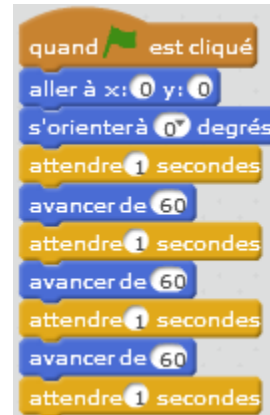 quand est cliqué
aller à x: 0 y: 0
s'orienter à 0 degrés
attendre 1 secondes
avancer de 60
attendre 1 secondes
avancer de 60
attendre 1 secondes
avancer de 60
attendre 1 secondes